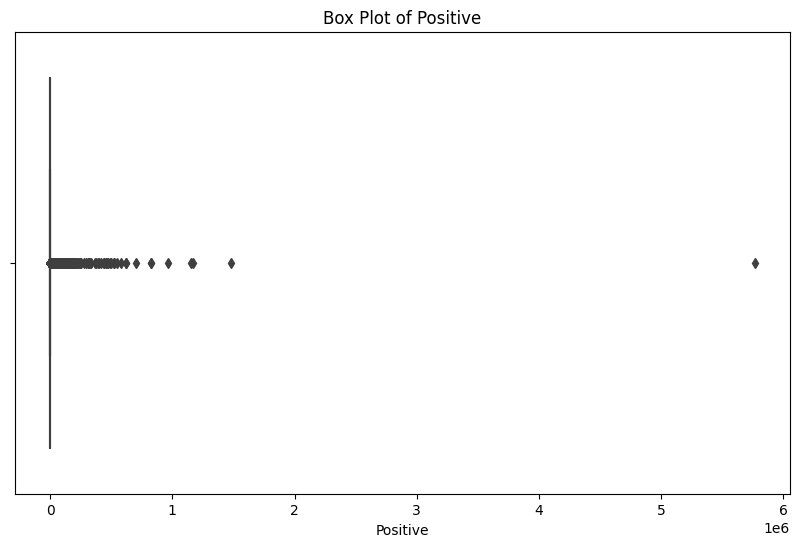 Box Plot of Positive
0 1 2 3 4 5 6
1e6
Positive